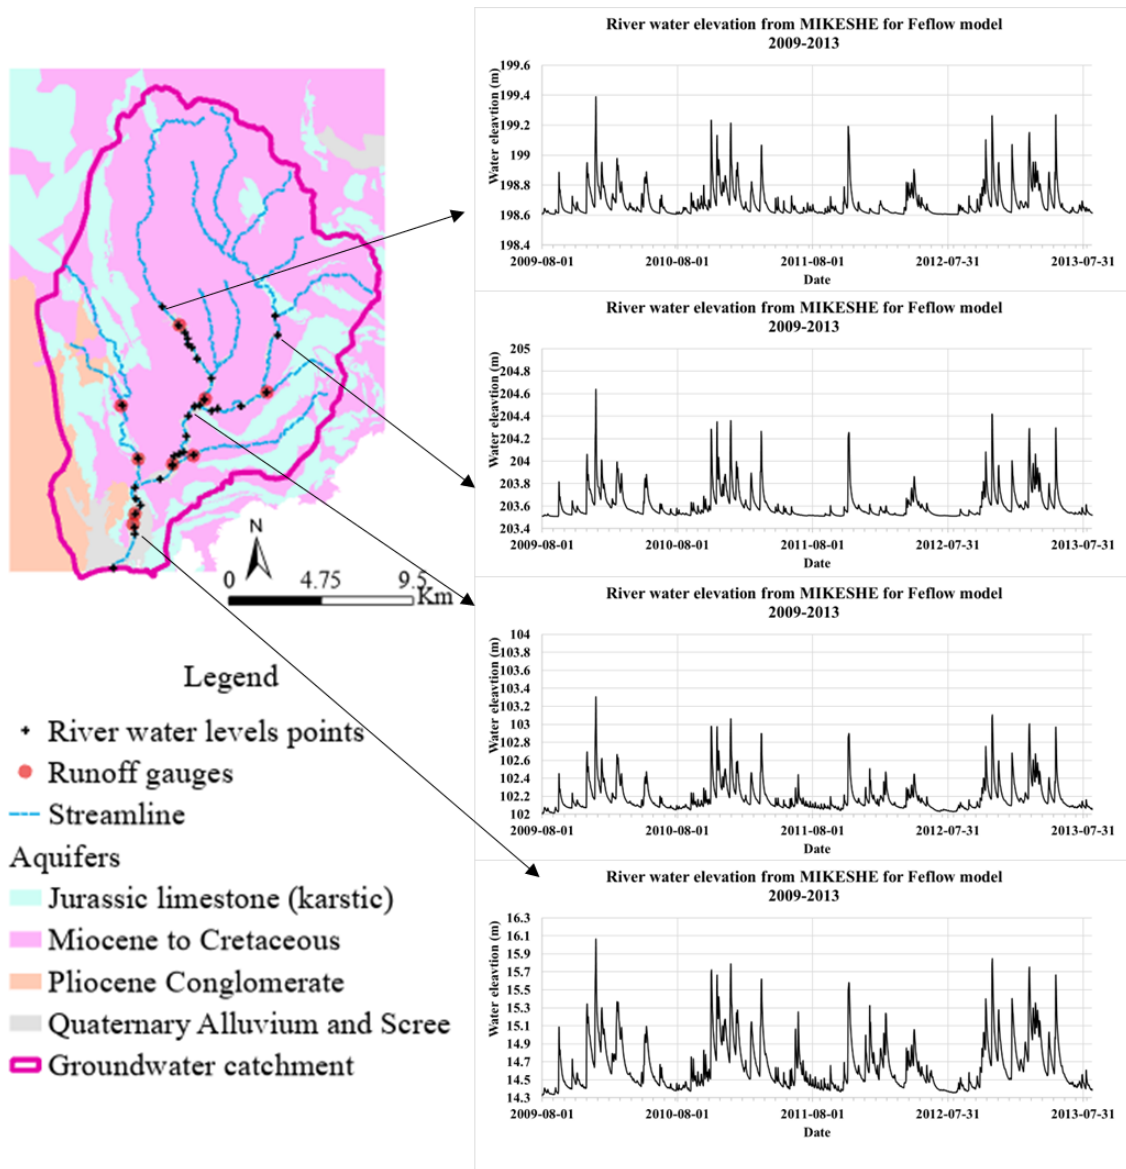 N
0 4.75 9.5
Km
Legend
River water levels points
Runoff gauges
Streamline
Aquifers
Jurassic limestone (karstic)
Miocene to Cretaceous
Pliocene Conglomerate
Quaternary Alluvium and Scree
Groundwater catchment
River water elevation from MIKESHE for Feflow model
2009-2013
Water eleavtion (m)
199.6
199.4
199.2
199
198.8
198.6
198.4
2009-08-01 2010-08-01 2011-08-01 2012-07-31 2013-07-31
Date
River water elevation from MIKESHE for Feflow model
2009-2013
Water eleavtion (m)
205
204.8
204.6
204.4
204.2
204
203.8
203.6
203.4
2009-08-01 2010-08-01 2011-08-01 2012-07-31 2013-07-31
Date
River water elevation from MIKESHE for Feflow model
2009-2013
Water eleavtion (m)
104
103.8
103.6
103.4
103.2
103
102.8
102.6
102.4
102.2
102
2009-08-01 2010-08-01 2011-08-01 2012-07-31 2013-07-31
Date
River water elevation from MIKESHE for Feflow model
2009-2013
Water eleavtion (m)
16.3
16.1
15.9
15.7
15.5
15.3
15.1
14.9
14.7
14.5
14.3
2009-08-01 2010-08-01 2011-08-01 2012-07-31 2013-07-31
Date